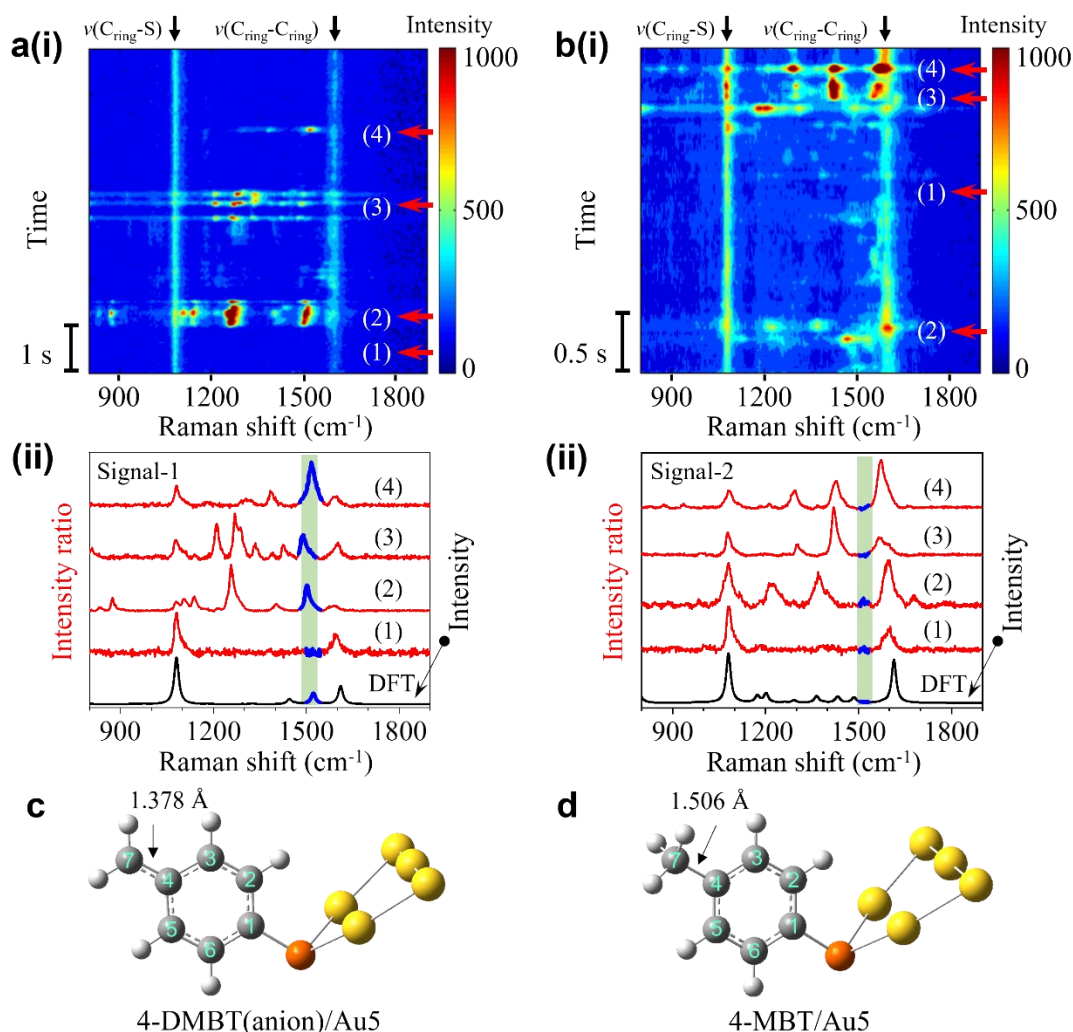 ν(Cring-S) ν(Cring-Cring) Intensity
a(i)
1000
500
0
(4)
(3)
(2)
(1)
Time
1 s
900 1200 1500 1800
Raman shift (cm-1)
ν(Cring-S) ν(Cring-Cring) Intensity
b(i)
1000
500
0
(4)
(3)
(1)
(2)
Time
0.5 s
900 1200 1500 1800
Raman shift (cm-1)
(ii)
Signal-1
(4)
(3)
(2)
(1)
DFT
Intensity ratio
Intensity
900 1200 1500 1800
Raman shift (cm-1)
(ii)
Signal-2
(4)
(3)
(2)
(1)
DFT
Intensity ratio
Intensity
900 1200 1500 1800
Raman shift (cm-1)
c
1.378 Å
7
4
3
2
5
6
1
4-DMBT(anion)/Au5
d
1.506 Å
7
4
3
2
5
6
1
4-MBT/Au5